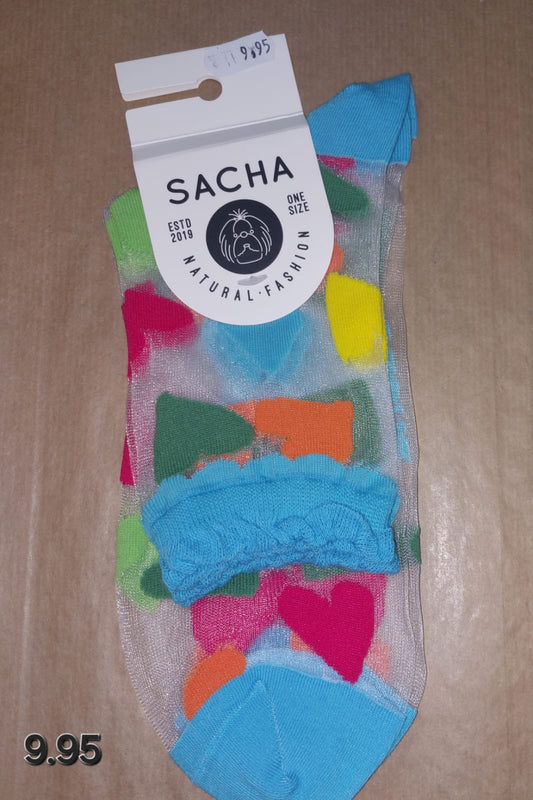 9.95
SACHA
ESTD
2019
ONE
SIZE
NATURAL·FASHION
9.95